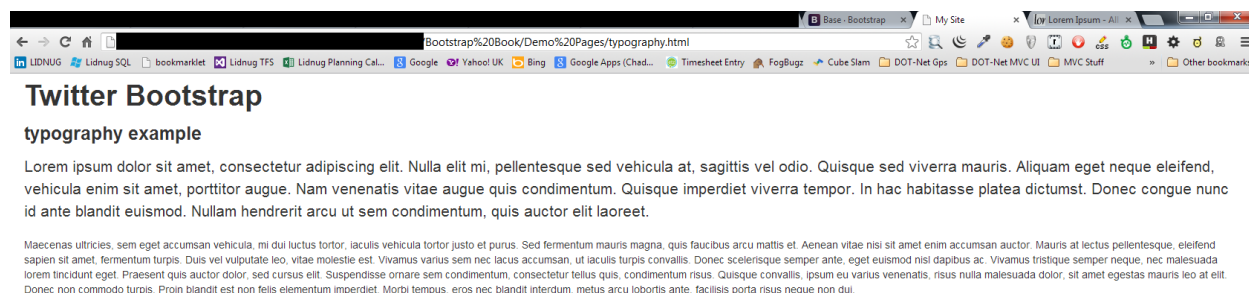 Base - Bootstrap
My Site
Lorem Ipsum - All
/Bootstrap%20Book/Demo%20Pages/typography.html
LIDNUG Lidnug SQL bookmarklet Lidnug TFS Lidnug Planning Cal... Google Yahoo! UK Bing Google Apps (Chad... Timesheet Entry FogBugz Cube Slam DOT-Net Gps DOT-Net MVC UI MVC Stuff » Other bookmarks
Twitter Bootstrap
typography example
Lorem ipsum dolor sit amet, consectetur adipiscing elit. Nulla elit mi, pellentesque sed vehicula at, sagittis vel odio. Quisque sed viverra mauris. Aliquam eget neque eleifend,
vehicula enim sit amet, porttitor augue. Nam venenatis vitae augue quis condimentum. Quisque imperdiet viverra tempor. In hac habitasse platea dictumst. Donec congue nunc
id ante blandit euismod. Nullam hendrerit arcu ut sem condimentum, quis auctor elit laoreet.
Maecenas ultricies, sem eget accumsan vehicula, mi dui luctus tortor, iaculis vehicula tortor justo et purus. Sed fermentum mauris magna, quis faucibus arcu mattis et. Aenean vitae nisi sit amet enim accumsan auctor. Mauris at lectus pellentesque, eleifend
sapien sit amet, fermentum turpis. Duis vel vulputate leo, vitae molestie est. Vivamus varius sem nec lacus accumsan, ut iaculis turpis convallis. Donec scelerisque semper ante, eget euismod nisl dapibus ac. Vivamus tristique semper neque, nec malesuada
lorem tincidunt eget. Praesent quis auctor dolor, sed cursus elit. Suspendisse ornare sem condimentum, consectetur tellus quis, condimentum risus. Quisque convallis, ipsum eu varius venenatis, risus nulla malesuada dolor, sit amet egestas mauris leo at elit.
Donec non commodo turpis. Proin blandit est non felis elementum imperdiet. Morbi tempus, eros nec blandit interdum, metus arcu lobortis ante, facilisis porta risus neque non dui.